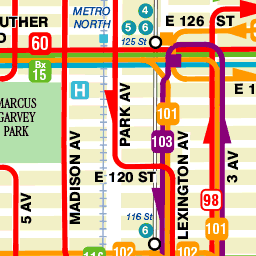 METRO
NORTH
4
5
6
125 St
E 126 ST
UTHER
60
Bx
15
H
MARCUS
GARVEY
PARK
PARK AV
MADISON AV
5 AV
101
103
E 1
3 AV
E 120 ST
LEXINGTON AV
98
116 St
6
101
116
102
102